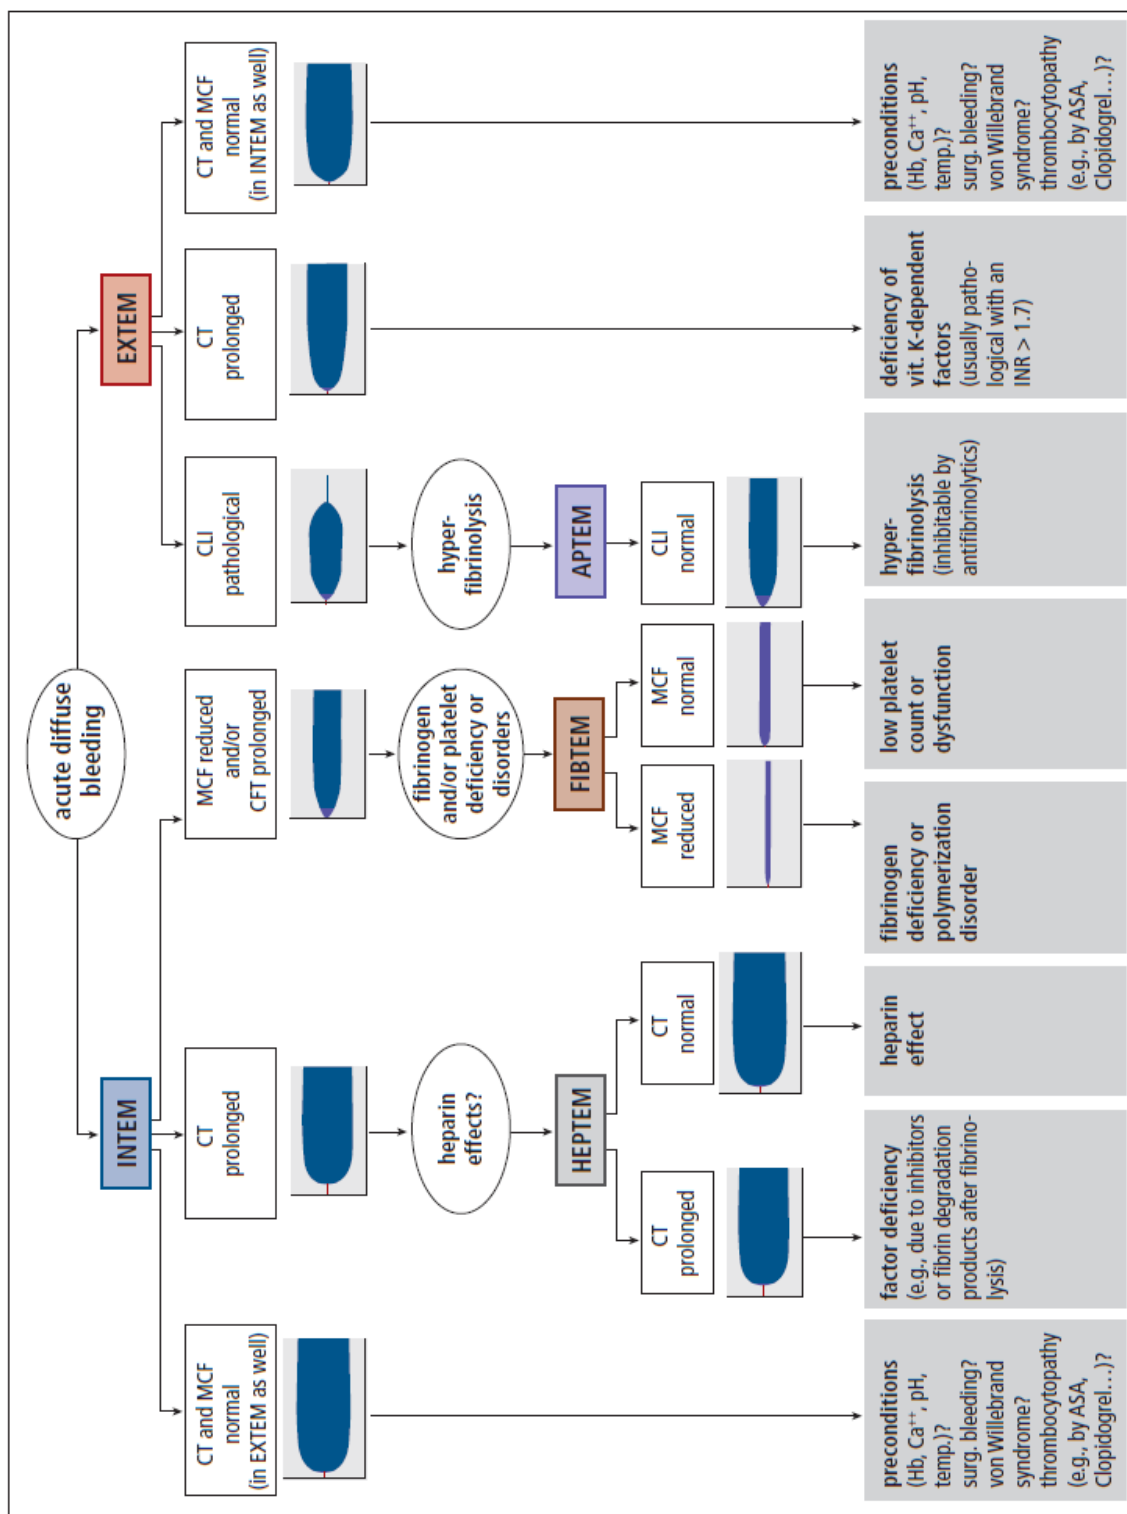 acute diffuse
bleeding
INTEM
EXTEM
CT and MCF
normal
(in EXTEM as well)
CT
prolonged
MCF reduced
and/or
CFT prolonged
CLI
pathological
CT
prolonged
CT and MCF
normal
(in INTEM as well)
heparin
effects?
fibrinogen
and/or platelet
deficiency or
disorders
hyper-
fibrinolysis
HEPTEM
FIBTEM
APTEM
CT
prolonged
CT
normal
MCF
reduced
MCF
normal
CLI
normal
preconditions
(Hb, Ca⁺⁺, pH,
temp.)?
surg. bleeding?
von Willebrand
syndrome?
thrombocytopathy
(e.g., by ASA,
Clopidogrel...)?
factor deficiency
(e.g., due to inhibitors
or fibrin degradation
products after fibrino-
lysis)
heparin
effect
fibrinogen
deficiency or
polymerization
disorder
low platelet
count or
dysfunction
hyper-
fibrinolysis
(inhibitable by
antifibrinolytics)
deficiency of
vit. K-dependent
factors
(usually patho-
logical with an
INR > 1.7)
preconditions
(Hb, Ca⁺⁺, pH,
temp.)?
surg. bleeding?
von Willebrand
syndrome?
thrombocytopathy
(e.g., by ASA,
Clopidogrel...)?